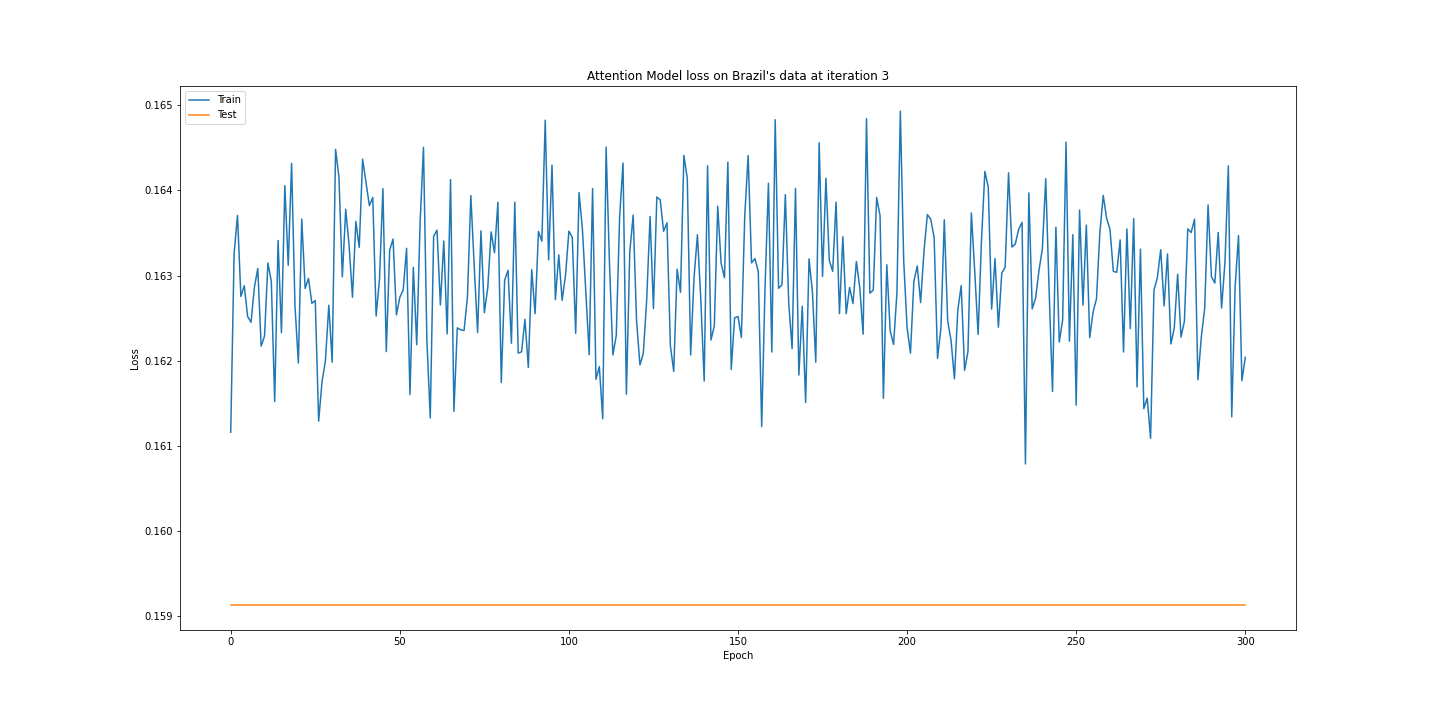 Attention Model loss on Brazil's data at iteration 3
Train
Test
0.165
0.164
0.163
0.162
0.161
0.160
0.159
Loss
0 50 100 150 200 250 300
Epoch